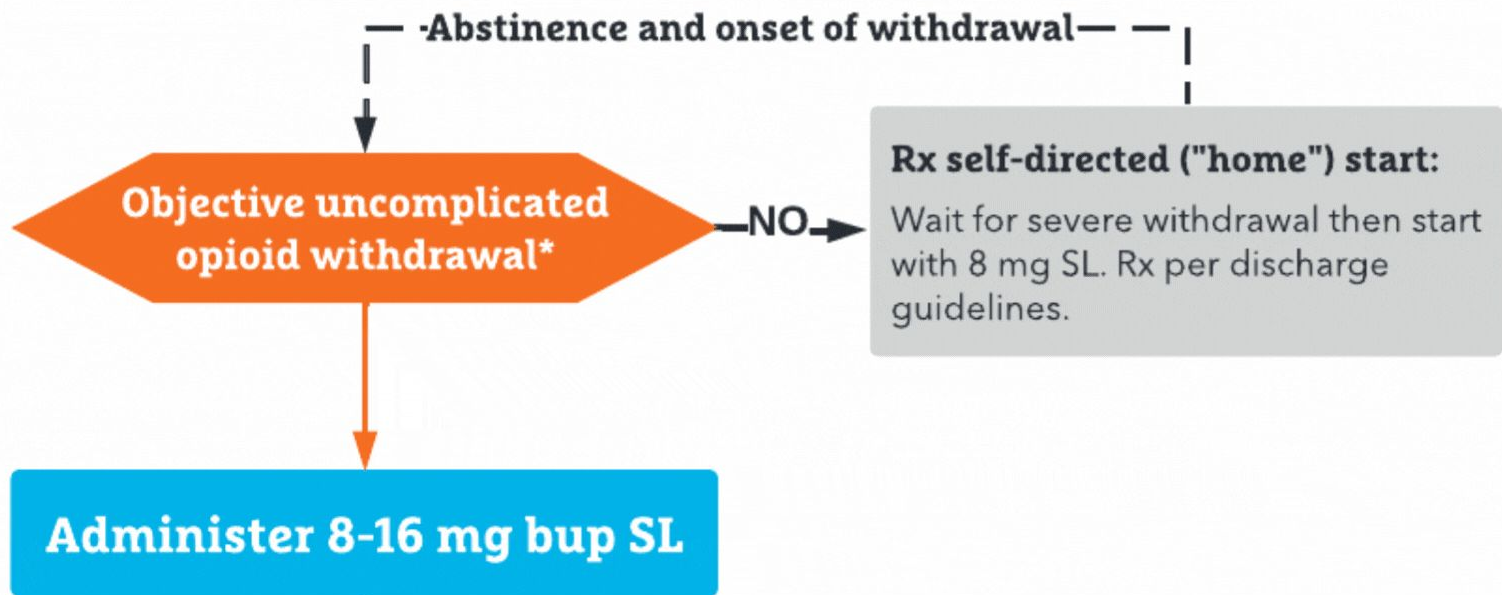 Abstinence and onset of withdrawal
Objective uncomplicated
opioid withdrawal*
NO
Rx self-directed ("home") start:
Wait for severe withdrawal then start
with 8 mg SL. Rx per discharge
guidelines.
Administer 8-16 mg bup SL